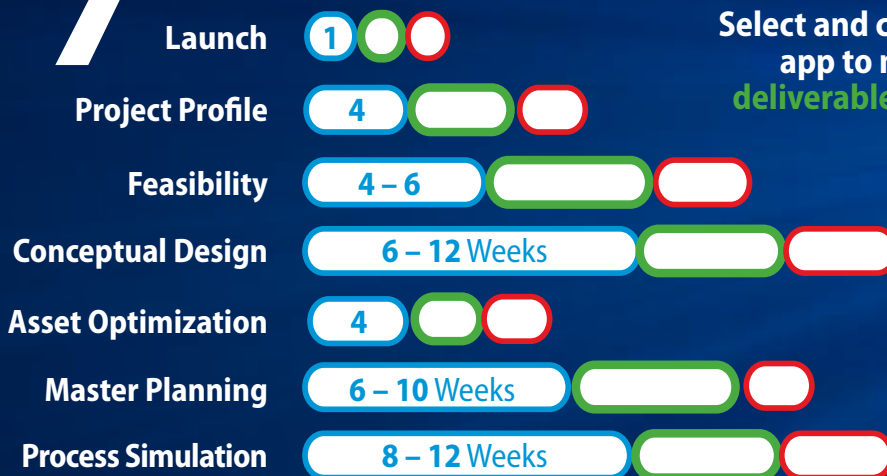 Launch 1
Project Profile 4
Feasibility 4 – 6
Conceptual Design 6 – 12 Weeks
Asset Optimization 4
Master Planning 6 – 10 Weeks
Process Simulation 8 – 12 Weeks
Select and
app to